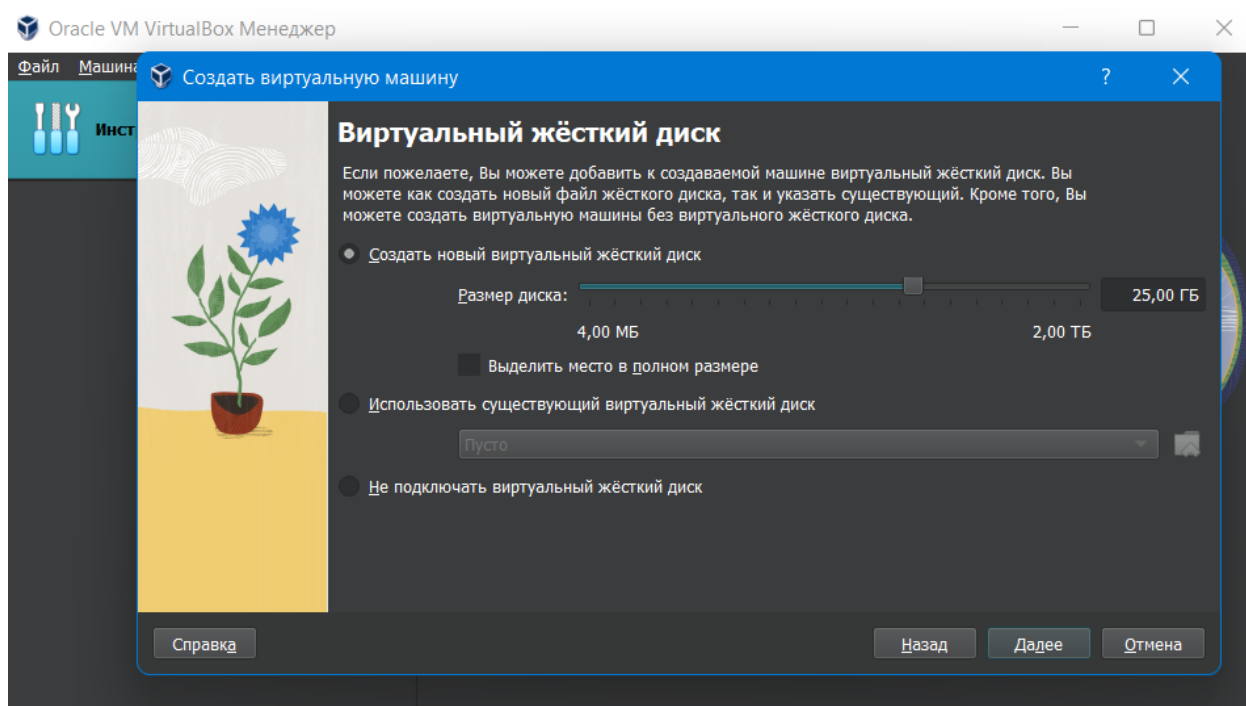 Oracle VM VirtualBox Менеджер
Файл
Создать виртуальную машину
?
Виртуальный жёсткий диск
Если пожелаете, Вы можете добавить к создаваемой машине виртуальный жёсткий диск. Вы
можете как создать новый файл жёсткого диска, так и указать существующий. Кроме того, Вы
можете создать виртуальную машины без виртуального жёсткого диска.
Создать новый виртуальный жёсткий диск
Размер диска:
25,00 ГБ
4,00 МБ
2,00 ТБ
Выделить место в полном размере
Использовать существующий виртуальный жёсткий диск
Пусто
Не подключать виртуальный жёсткий диск
Справка
Назад
Далее
Отмена